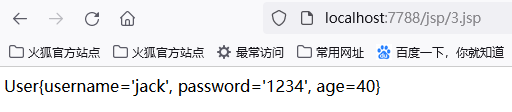 localhost:7788/jsp/3.jsp
火狐官方站点 火狐官方站点 最常访问 常用网址 百度一下，你就知道
User{username='jack', password='1234', age=40}